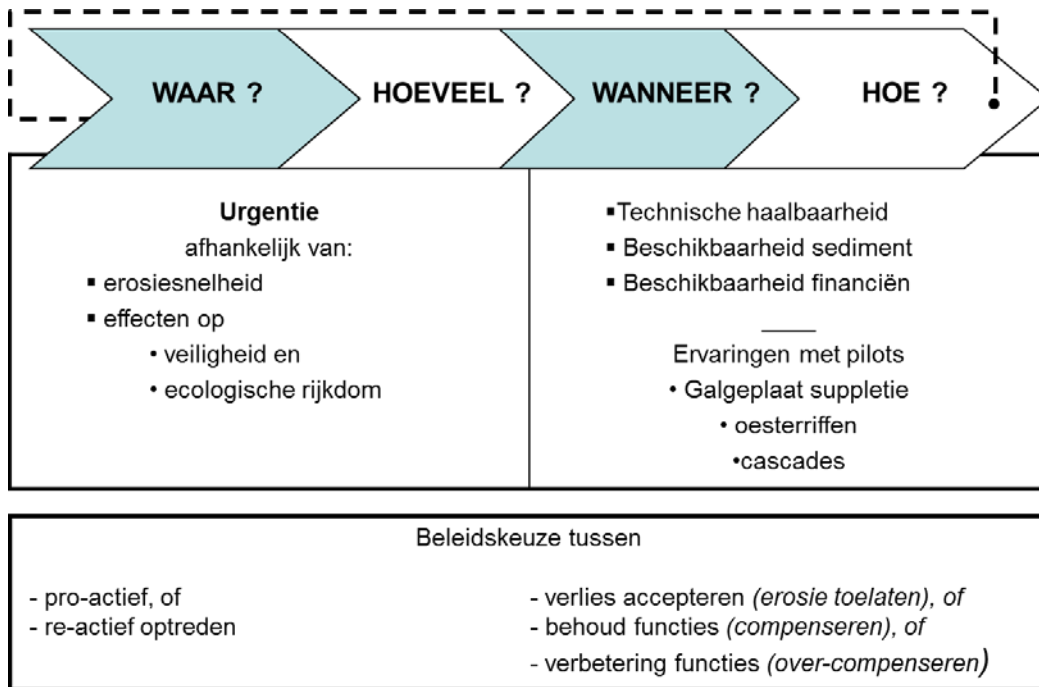 WAAR ?
HOEVEEL ?
WANNEER ?
HOE ?
Urgentie
afhankelijk van:
▪ erosiesnelheid
▪ effecten op
• veiligheid en
• ecologische rijkdom
▪Technische haalbaarheid
▪ Beschikbaarheid sediment
▪ Beschikbaarheid financiën
Ervaringen met pilots
• Galgeplaat suppletie
• oesterriffen
•cascades
Beleidskeuze tussen
- pro-actief, of
- re-actief optreden
- verlies accepteren (erosie toelaten), of
- behoud functies (compenseren), of
- verbetering functies (over-compenseren)